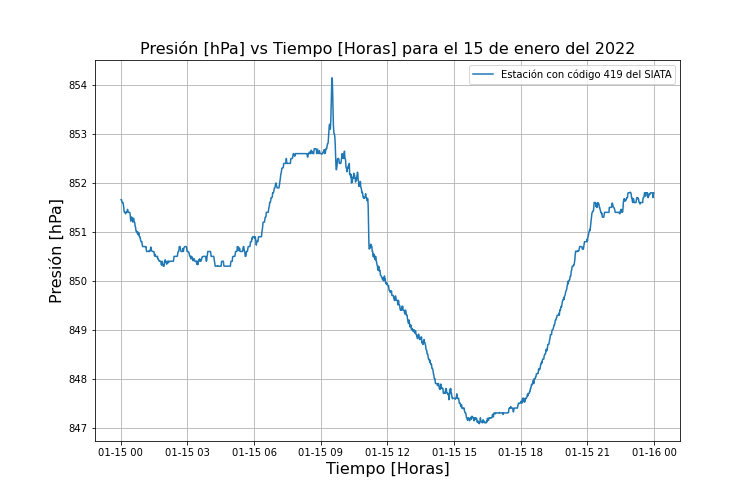 Presión [hPa] vs Tiempo [Horas] para el 15 de enero del 2022
Estación con código 419 del SIATA
Presión [hPa]
854
853
852
851
850
849
848
847
01-15 00 01-15 03 01-15 06 01-15 09 01-15 12 01-15 15 01-15 18 01-15 21 01-16 00
Tiempo [Horas]